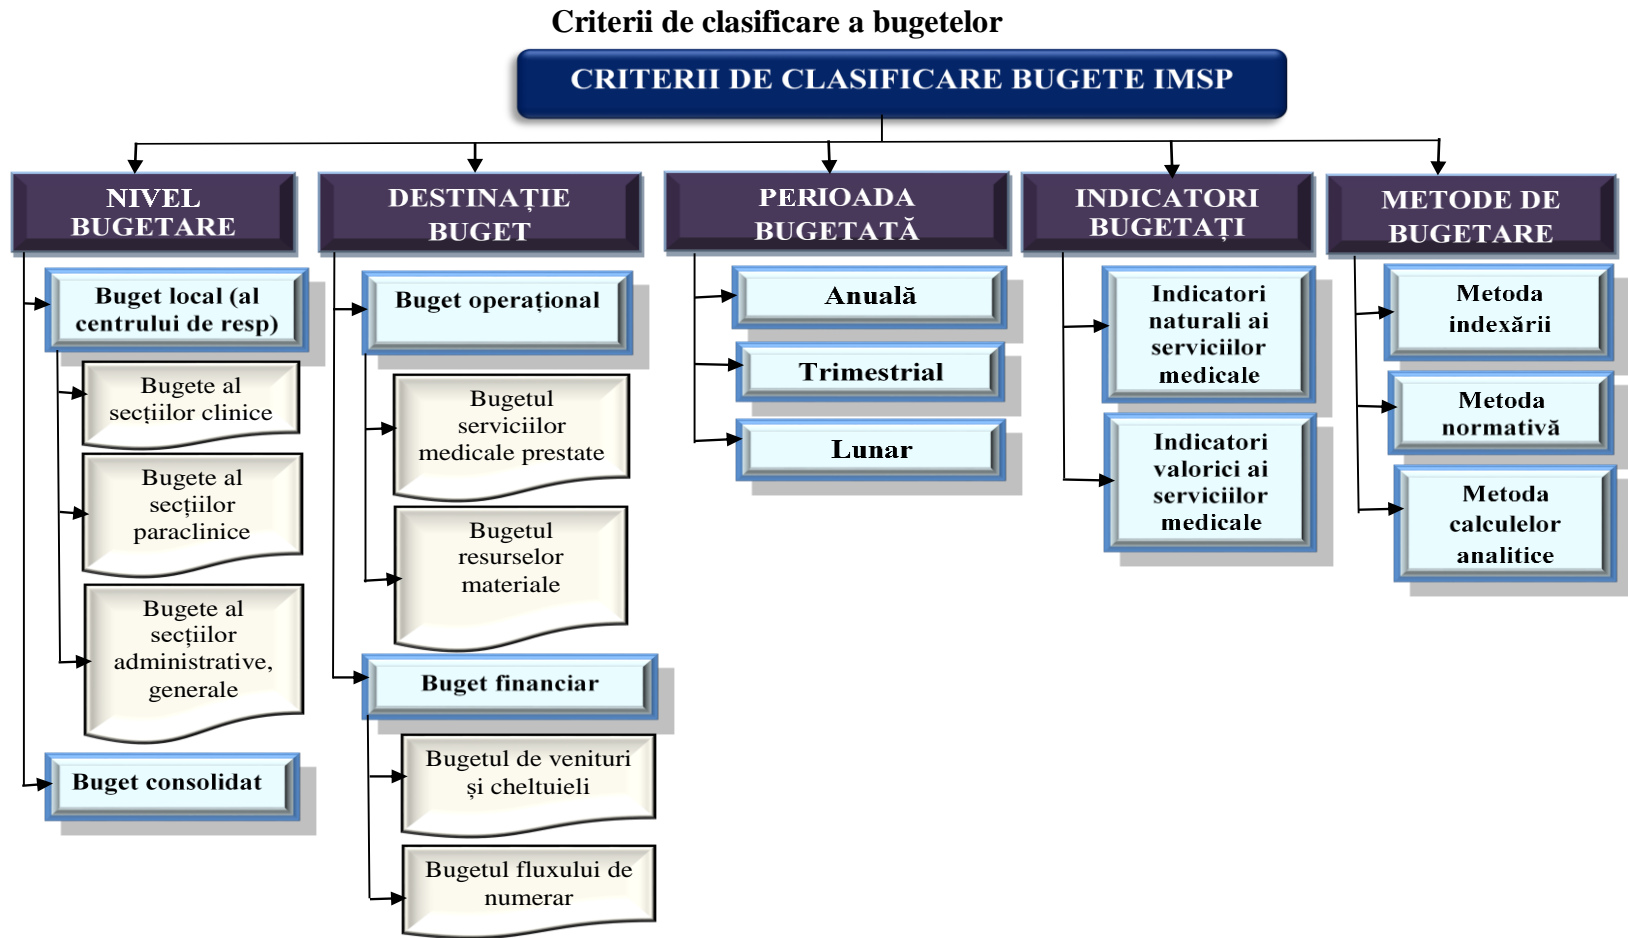 Criterii de clasificare a bugetelor
CRITERII DE CLASIFICARE BUGETE IMSP
NIVEL
BUGETARE
Buget local (al
centrului de resp)
Bugete al
secțiilor clinice
Bugete al
secțiilor
paraclinice
Bugete al
secțiilor
administrative,
generale
Buget consolidat
DESTINAȚIE
BUGET
Buget operațional
Bugetul
serviciilor
medicale prestate
Bugetul
resurselor
materiale
Buget financiar
Bugetul de venituri
și cheltuieli
Bugetul fluxului de
numerar
PERIOADA
BUGETATĂ
Anuală
Trimestrial
Lunar
INDICATORI
BUGETAȚI
Indicatori
naturali ai
serviciilor
medicale
Indicatori
valorici ai
serviciilor
medicale
METODE DE
BUGETARE
Metoda
indexării
Metoda
normativă
Metoda
calculelor
analitice